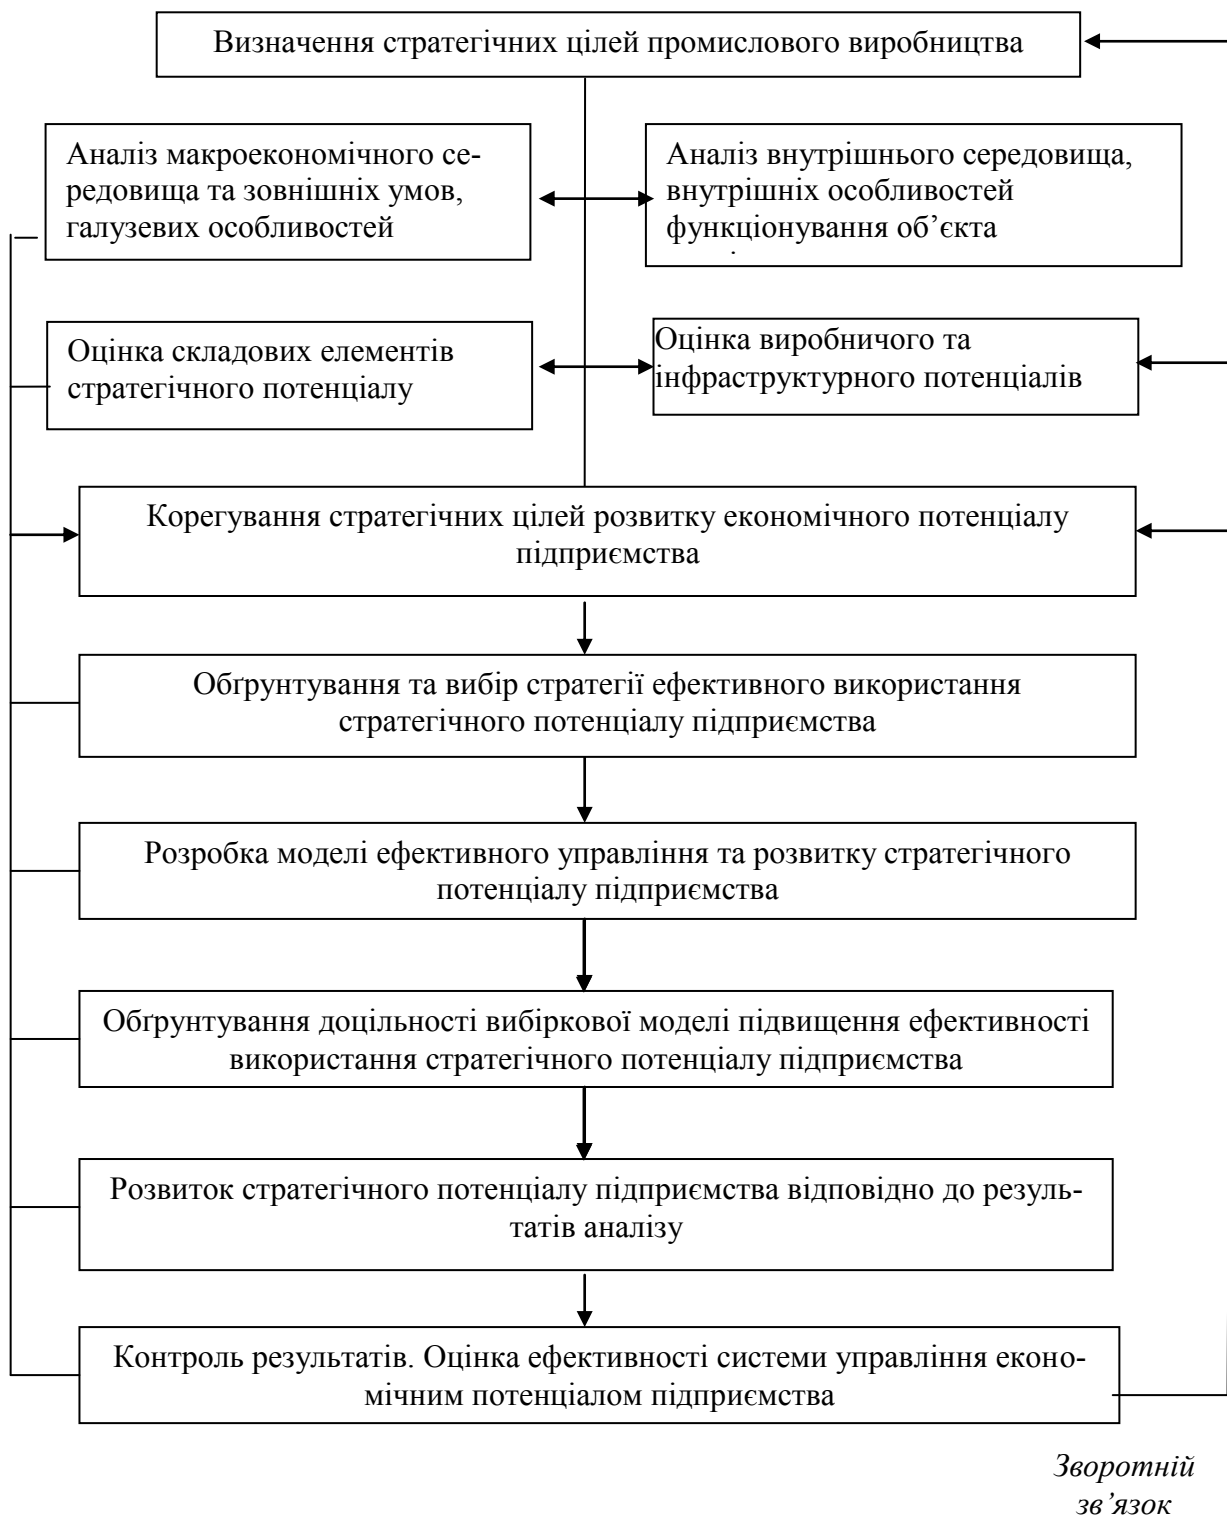 Визначення стратегічних цілей промислового виробництва
Аналіз макроекономічного се-
редовища та зовнішніх умов,
галузевих особливостей
Аналіз внутрішнього середовища,
внутрішніх особливостей
функціонування об’єкта
Оцінка складових елементів
стратегічного потенціалу
Оцінка виробничого та
інфраструктурного потенціалів
Корегування стратегічних цілей розвитку економічного потенціалу
підприємства
Обґрунтування та вибір стратегії ефективного використання
стратегічного потенціалу підприємства
Розробка моделі ефективного управління та розвитку стратегічного
потенціалу підприємства
Обґрунтування доцільності вибіркової моделі підвищення ефективності
використання стратегічного потенціалу підприємства
Розвиток стратегічного потенціалу підприємства відповідно до резуль-
татів аналізу
Контроль результатів. Оцінка ефективності системи управління еконо-
мічним потенціалом підприємства
Зворотній
зв’язок